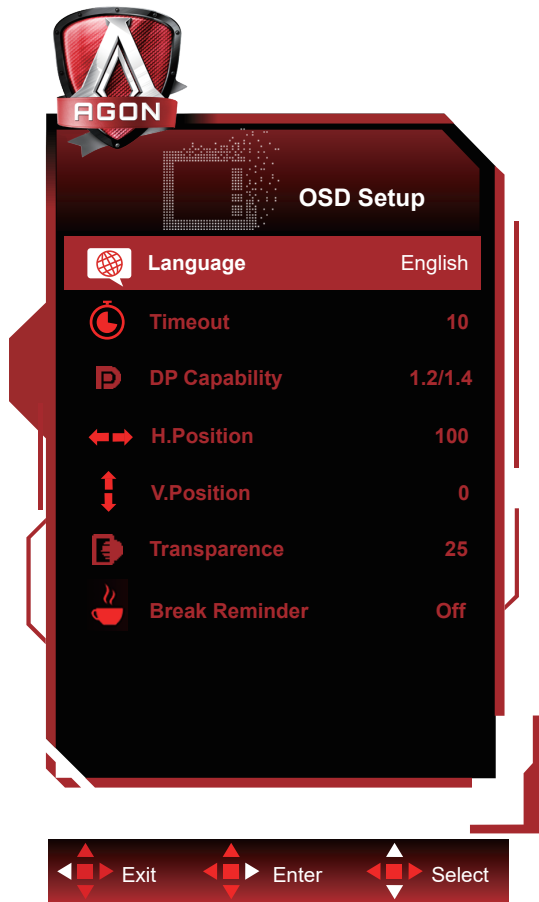 AGON
OSD Setup
Language English
Timeout 10
DP Capability 1.2/1.4
H.Position 100
V.Position 0
Transparence 25
Break Reminder Off
Exit Enter Select